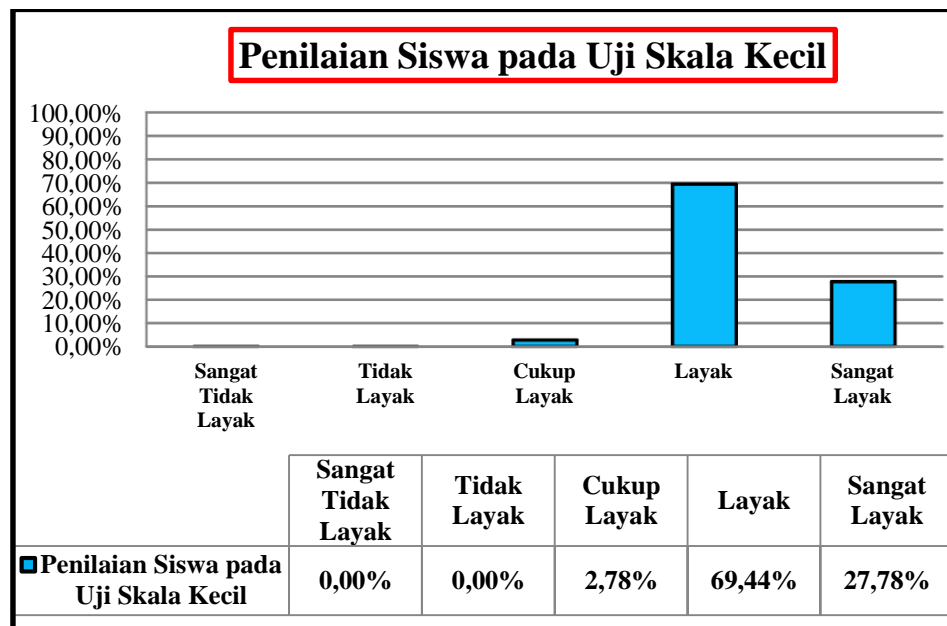 Penilaian Siswa pada Uji Skala Kecil
100,00%
90,00%
80,00%
70,00%
60,00%
50,00%
40,00%
30,00%
20,00%
10,00%
0,00%
Sangat
Tidak
Layak
Tidak
Layak
Cukup
Layak
Layak
Sangat
Layak
Sangat
Tidak
Layak
Tidak
Layak
Cukup
Layak
Layak
Sangat
Layak
Penilaian Siswa pada
Uji Skala Kecil
0,00%
0,00%
2,78%
69,44%
27,78%